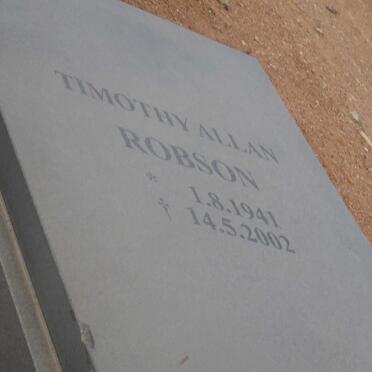 TIMOTHY ALLAN
ROBSON
* 1.8.1941
† 14.5.2002